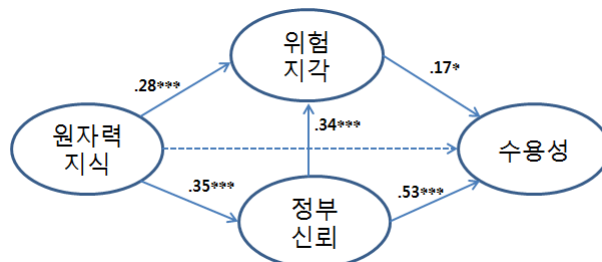 위험
지각
.28***
.17*
원자력
지식
.34***
수용성
.35***
.53***
정부
신뢰